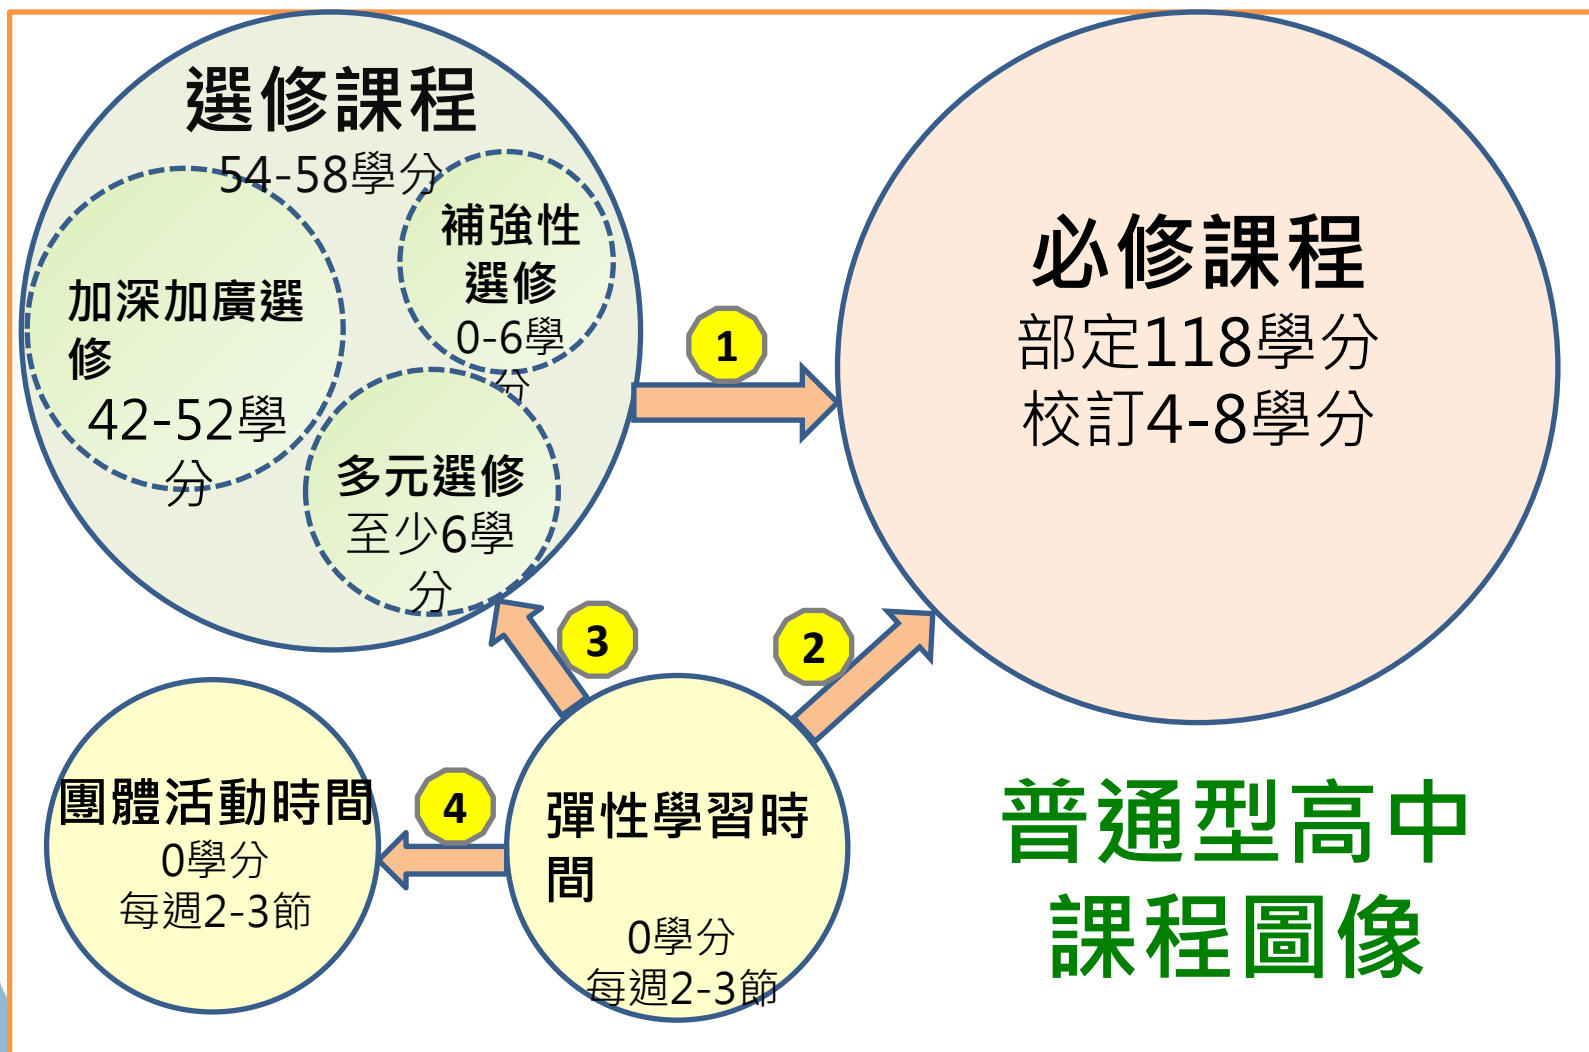 選修課程
54-58學分
加深加廣選
修
42-52學
分
補強性
選修
0-6學
分
多元選修
至少6學
分
1
必修課程
部定118學分
校訂4-8學分
3
2
團體活動時間
0學分
每週2-3節
4
彈性學習時
間
0學分
每週2-3節
普通型高中
課程圖像